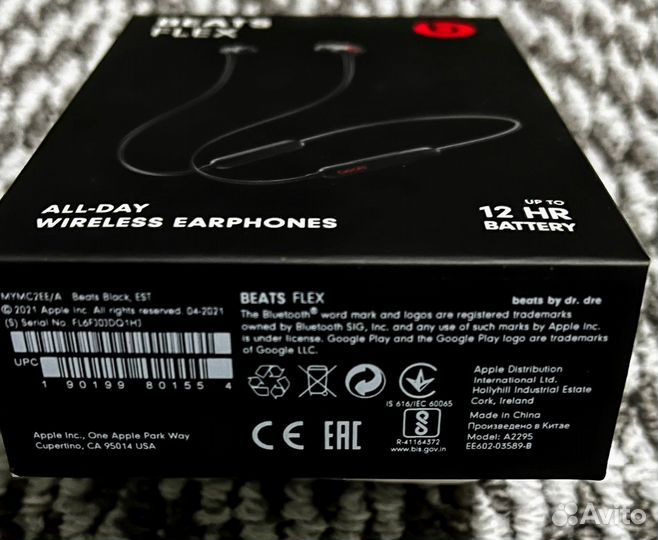 BEATS
FLEX
ALL-DAY
WIRELESS EARPHONES
UP TO
12 HR
BATTERY
beats
MYMC2EE/A Beats Black, EST
© 2021 Apple Inc. All rights reserved. 04-2021
(S) Serial No. FL6FJ0JDQ1HJ
UPC
1 90199 80155 4
Apple Inc., One Apple Park Way
Cupertino, CA 95014 USA
BEATS FLEX
beats by dr. dre
The Bluetooth® word mark and logos are registered trademarks
owned by Bluetooth SIG, Inc. and any use of such marks by Apple Inc.
is under license. Google Play and the Google Play logo are trademarks
of Google LLC.
IS 616/IEC 60065
R-41164372
www.bis.gov.in
CE EAC
Apple Distribution
International Ltd.
Hollyhill Industrial Estate
Cork, Ireland
Made in China
Произведено в Китае
Model: A2295
EE602-03589-B
Avito